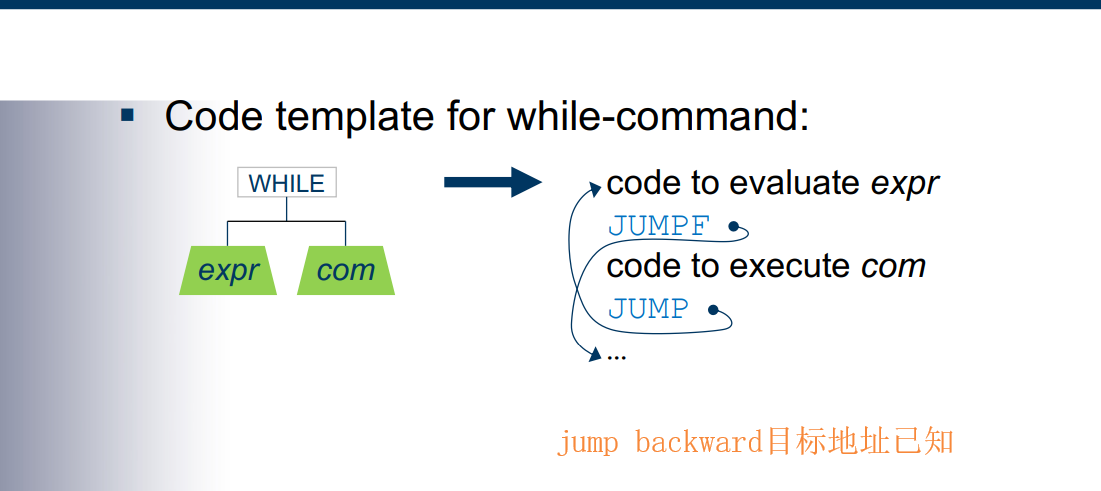 Code template for while-command:
WHILE
expr com
code to evaluate expr
JUMPF
code to execute com
JUMP
...
jump backward目标地址已知